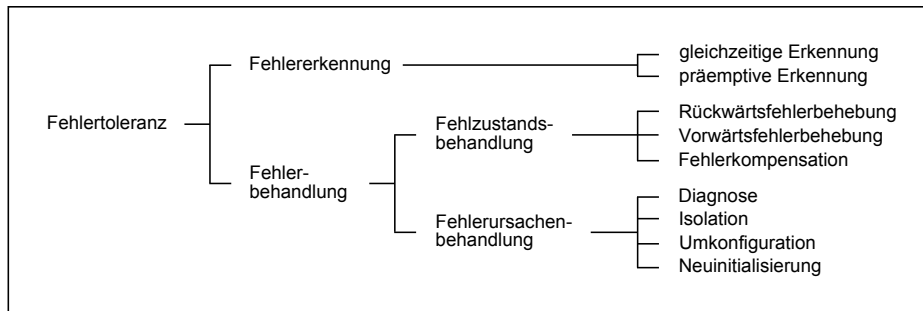 gleichzeitige Erkennung
Fehlererkennung
präemptive Erkennung
Rückwärtsfehlerbehebung
Fehlertoleranz
Fehlzustands-
behandlung
Vorwärtsfehlerbehebung
Fehlerkompensation
Fehler-
behandlung
Diagnose
Fehlerursachen-
behandlung
Isolation
Umkonfiguration
Neuinitialisierung